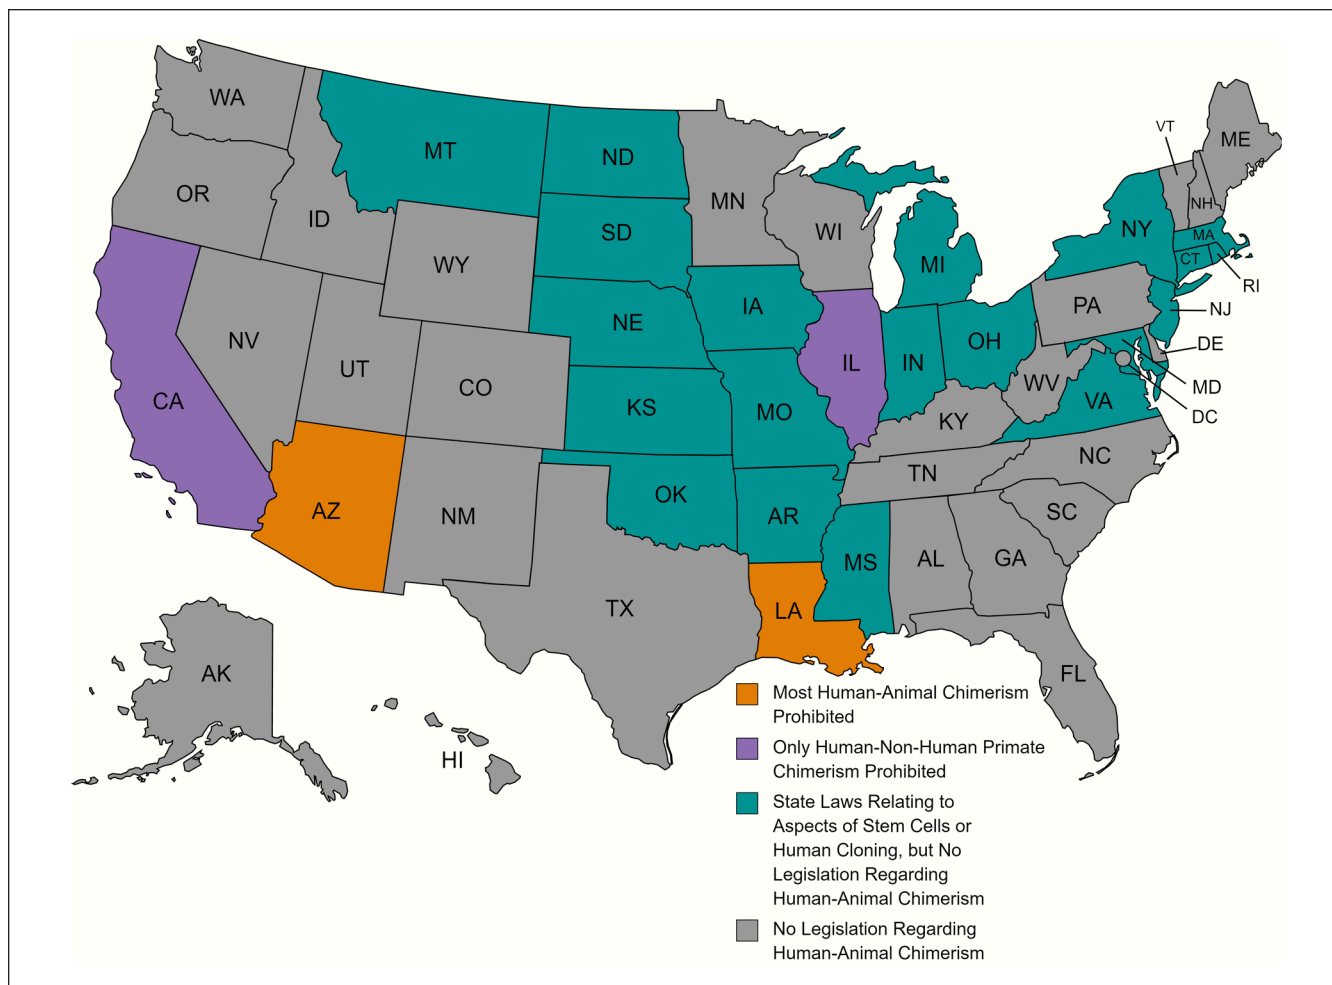 WA
MT
ND
MN
VT
ME
OR
ID
SD
WI
MI
NY
NH
MA
CT
RI
WY
IA
PA
NJ
NE
NV
UT
CO
IL
IN
OH
DE
WV
MD
CA
KS
MO
KY
VA
DC
TN
NC
AZ
NM
OK
AR
SC
MS
AL
GA
TX
LA
AK
FL
HI
Most Human-Animal Chimerism
Prohibited
Only Human-Non-Human Primate
Chimerism Prohibited
State Laws Relating to
Aspects of Stem Cells or
Human Cloning, but No
Legislation Regarding
Human-Animal Chimerism
No Legislation Regarding
Human-Animal Chimerism